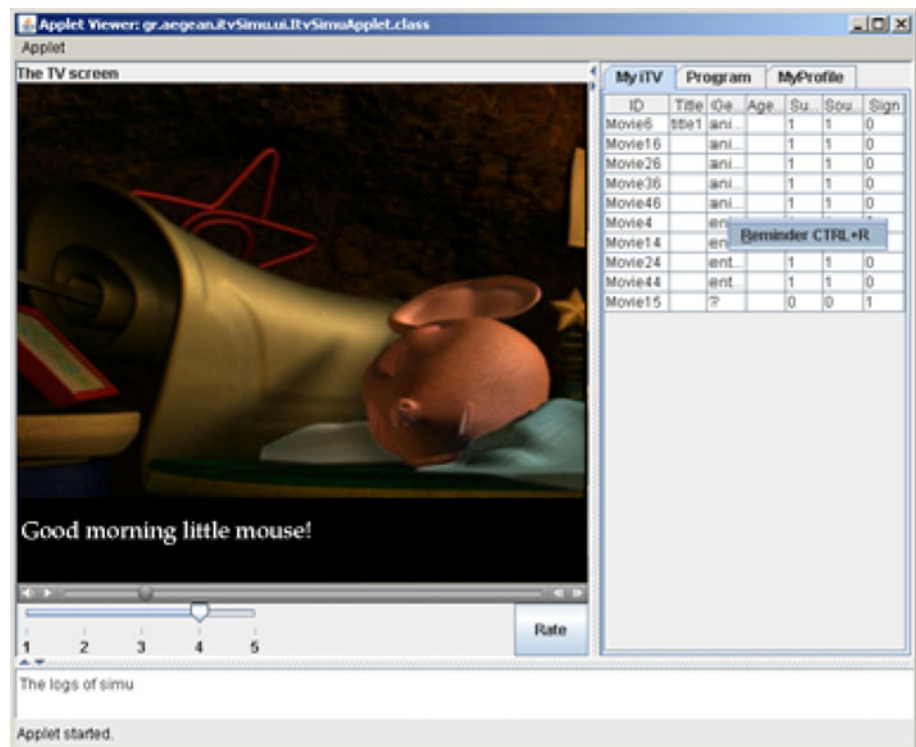 Applet Viewer: gr.aegean.itvSimu.ui.ItvSimuApplet.class
Applet
The TV screen
My iTV Program MyProfile
ID Title Ge... Age... Su... Sou... Sign
Movie6 title1 ani... 1 1 0
Movie16 ani... 1 1 0
Movie26 ani... 1 1 0
Movie36 ani... 1 1 0
Movie46 ani... 1 1 0
Movie4 en
Reminder CTRL+R
Movie14 en
Movie24 ent... 1 1 0
Movie44 ent... 1 1 0
Movie15 ? 0 0 1
Good morning little mouse!
1 2 3 4 5
Rate
The logs of simu
Applet started.